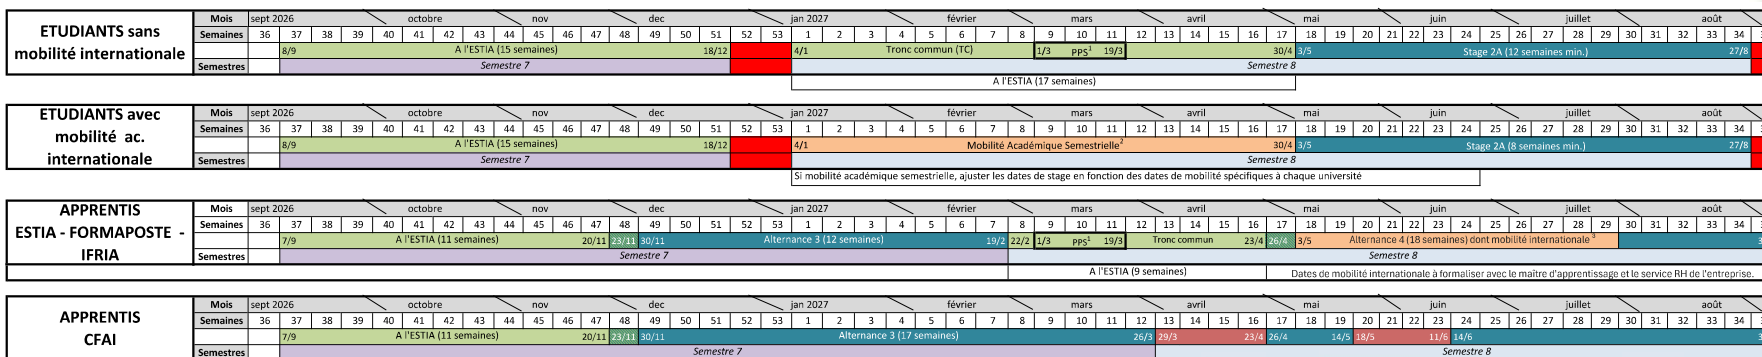 ETUDIANTS sans mobilité internationale
Mois sept 2026 octobre nov dec jan 2027 février mars avril mai juin juillet août
Semaines 36 37 38 39 40 41 42 43 44 45 46 47 48 49 50 51 52 53 1 2 3 4 5 6 7 8 9 10 11 12 13 14 15 16 17 18 19 20 21 22 23 24 25 26 27 28 29 30 31 32 33 34
8/9 A l'ESTIA (15 semaines) 18/12 4/1 Tronc commun (TC) 1/3 PPS¹ 19/3 30/4 3/5 Stage 2A (12 semaines min.) 27/8
Semestres Semestre 7 Semestre 8
A l'ESTIA (17 semaines)
ETUDIANTS avec mobilité ac. internationale
Mois sept 2026 octobre nov dec jan 2027 février mars avril mai juin juillet août
Semaines 36 37 38 39 40 41 42 43 44 45 46 47 48 49 50 51 52 53 1 2 3 4 5 6 7 8 9 10 11 12 13 14 15 16 17 18 19 20 21 22 23 24 25 26 27 28 29 30 31 32 33 34
8/9 A l'ESTIA (15 semaines) 18/12 4/1 Mobilité Académique Semestrielle² 30/4 3/5 Stage 2A (8 semaines min.) 27/8
Semestres Semestre 7 Semestre 8
Si mobilité académique semestrielle, ajuster les dates de stage en fonction des dates de mobilité spécifiques à chaque université
APPRENTIS ESTIA - FORMAPOSTE - IFRIA
Mois sept 2026 octobre nov dec jan 2027 février mars avril mai juin juillet août
Semaines 36 37 38 39 40 41 42 43 44 45 46 47 48 49 50 51 52 53 1 2 3 4 5 6 7 8 9 10 11 12 13 14 15 16 17 18 19 20 21 22 23 24 25 26 27 28 29 30 31 32 33 34
7/9 A l'ESTIA (11 semaines) 20/11 23/11 30/11 Alternance 3 (12 semaines) 19/2 22/2 1/3 PPS¹ 19/3 Tronc commun 23/4 26/4 3/5 Alternance 4 (18 semaines) dont mobilité internationale ³ 3
Semestres Semestre 7 Semestre 8
A l'ESTIA (9 semaines) Dates de mobilité internationale à formaliser avec le maître d'apprentissage et le service RH de l'entreprise.
APPRENTIS CFAI
Mois sept 2026 octobre nov dec jan 2027 février mars avril mai juin juillet août
Semaines 36 37 38 39 40 41 42 43 44 45 46 47 48 49 50 51 52 53 1 2 3 4 5 6 7 8 9 10 11 12 13 14 15 16 17 18 19 20 21 22 23 24 25 26 27 28 29 30 31 32 33 34
7/9 A l'ESTIA (11 semaines) 20/11 23/11 30/11 Alternance 3 (17 semaines) 26/3 29/3 23/4 26/4 14/5 18/5 11/6 14/6 3
Semestres Semestre 7 Semestre 8